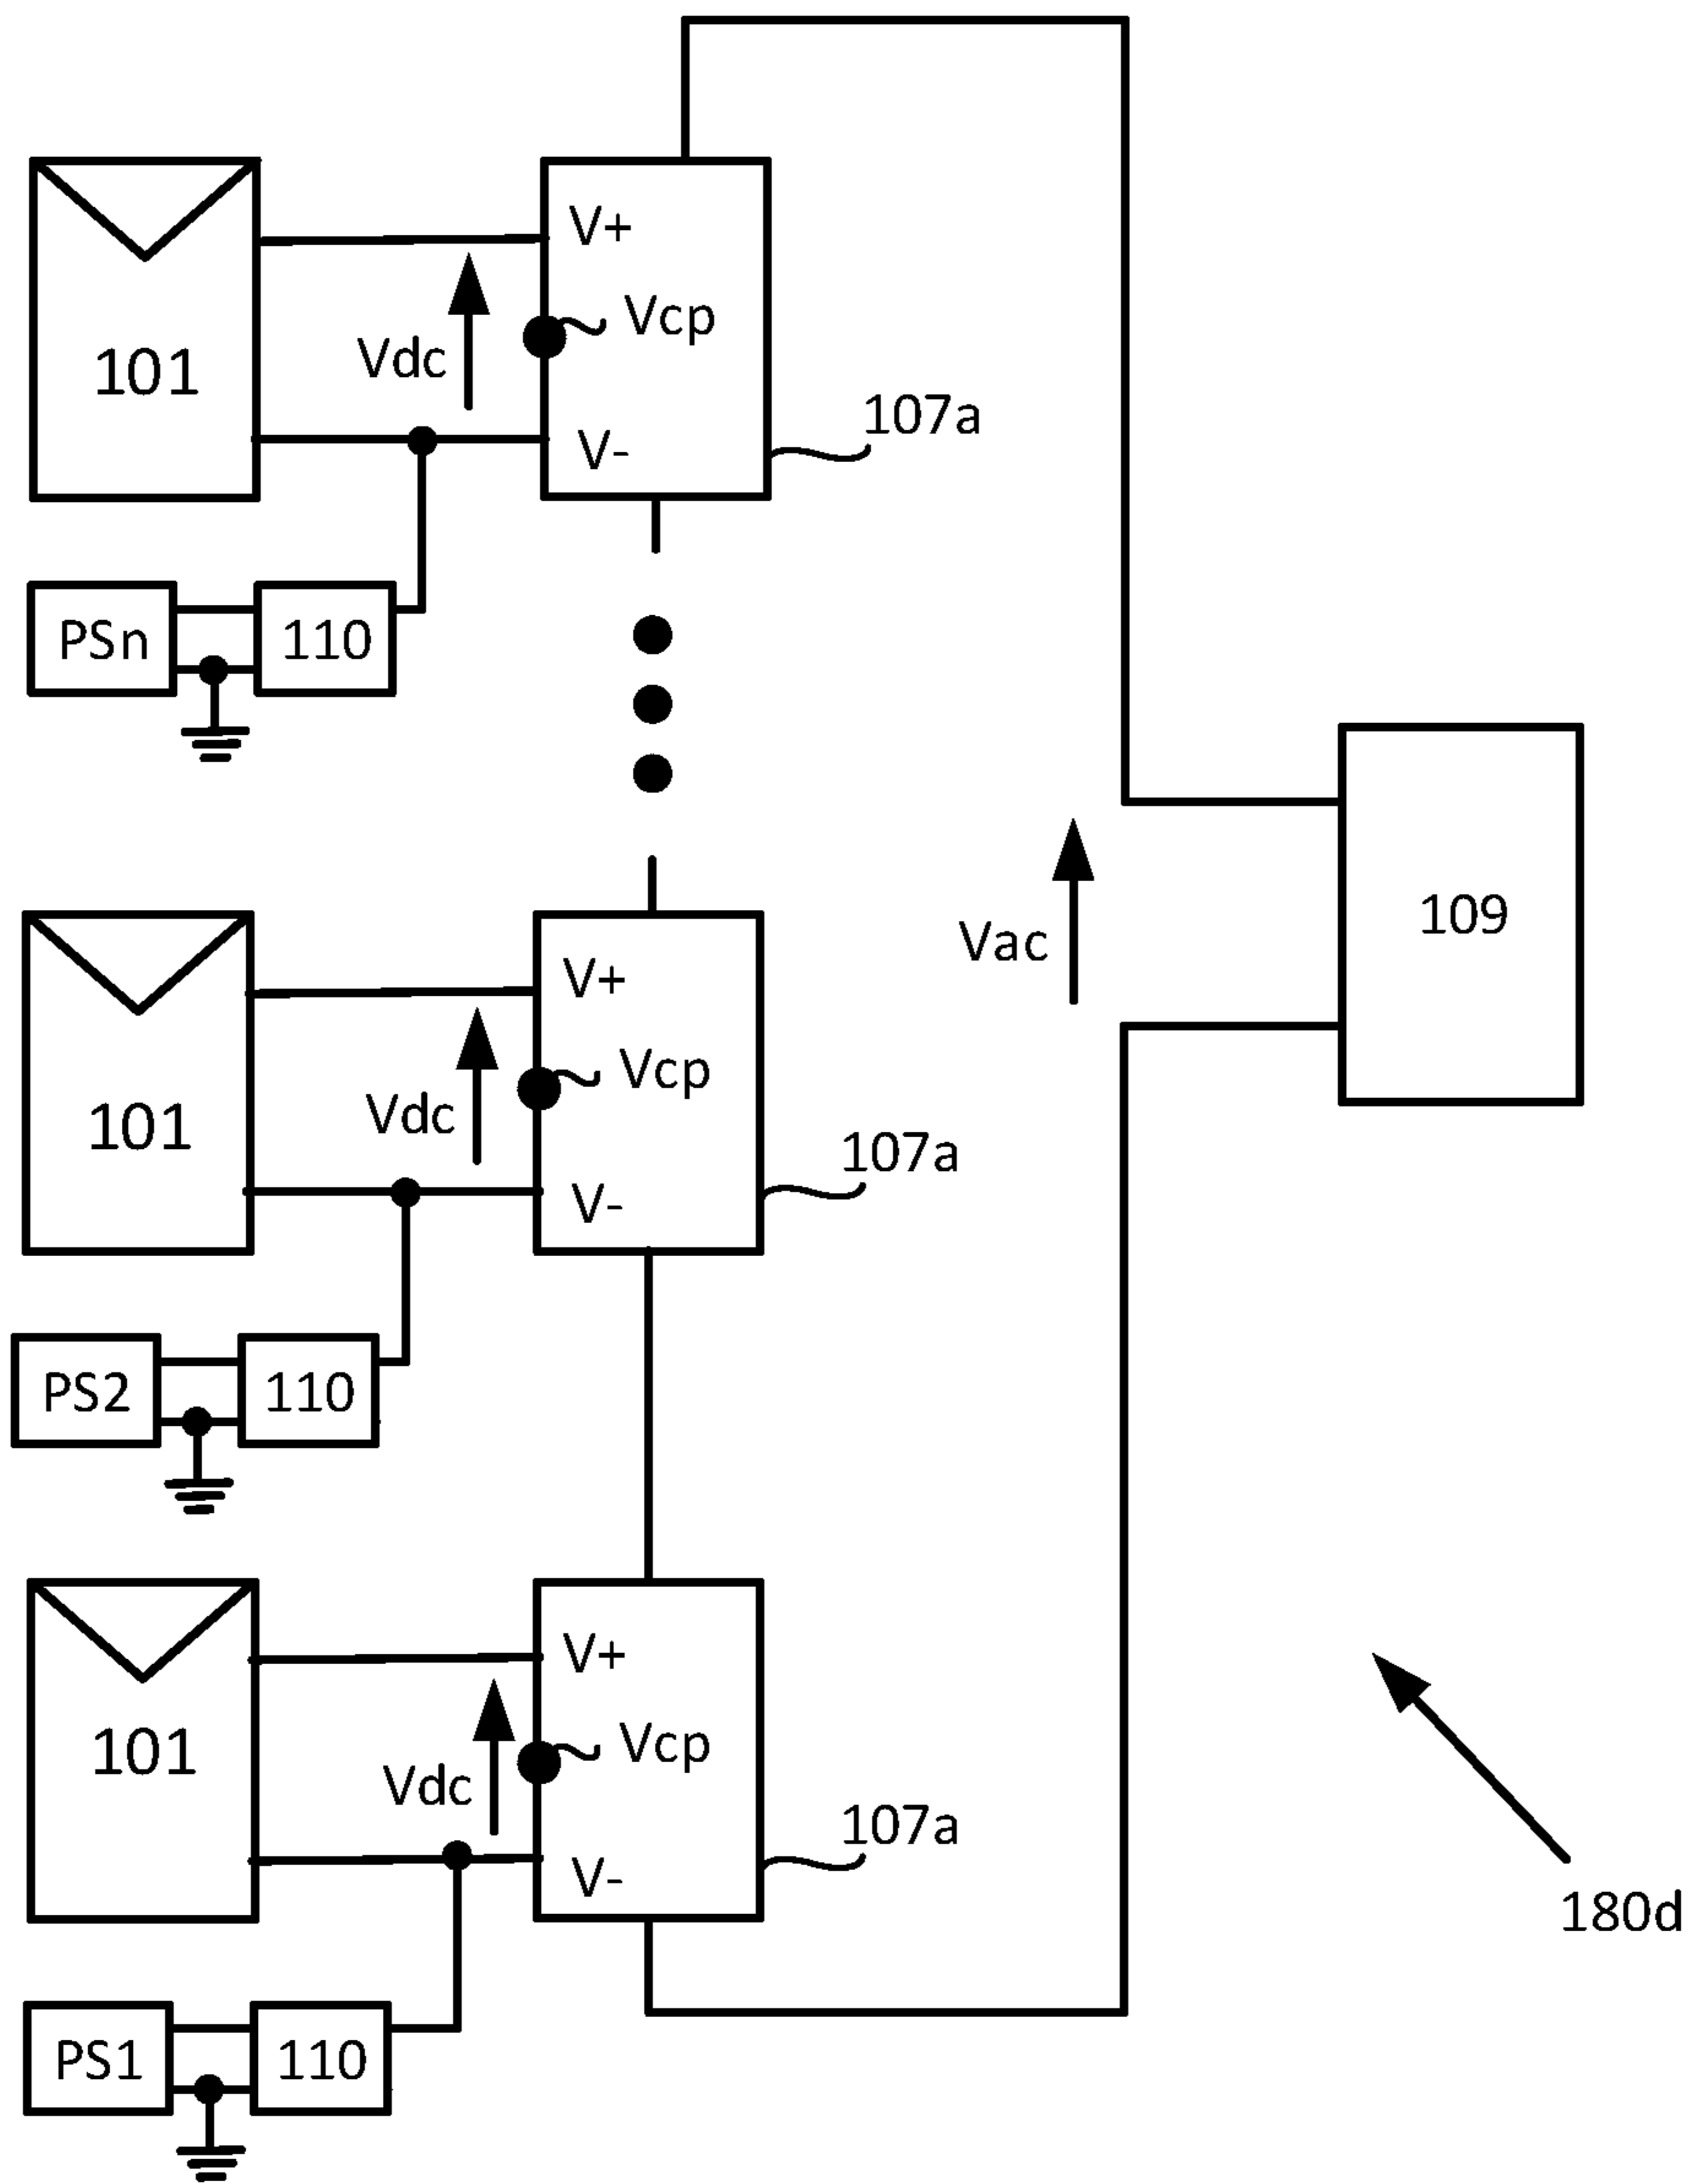 V+
Vcp
Vdc
101
107a
V-
PSn
110
V+
109
Vac
Vcp
Vdc
101
107a
V-
PS2
110
V+
Vcp
101
Vdc
107a
V-
180d
PS1
110